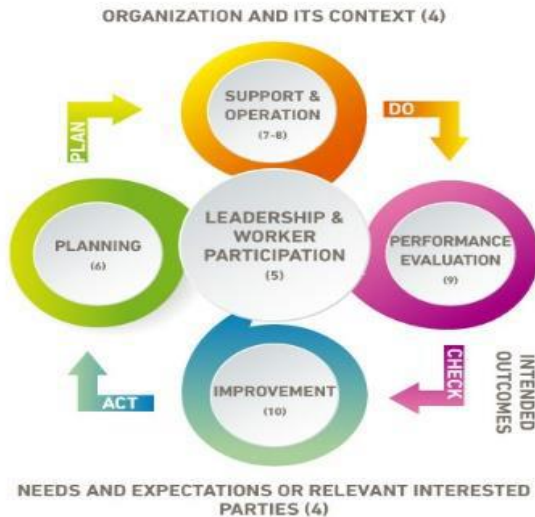 ORGANIZATION AND ITS CONTEXT (4)
SUPPORT &
OPERATION
(7-8)
PLAN
DO
LEADERSHIP &
WORKER
PARTICIPATION
(5)
PLANNING
(6)
PERFORMANCE
EVALUATION
(9)
IMPROVEMENT
(10)
ACT
CHECK
INTENDED
OUTCOMES
NEEDS AND EXPECTATIONS OR RELEVANT INTERESTED
PARTIES (4)